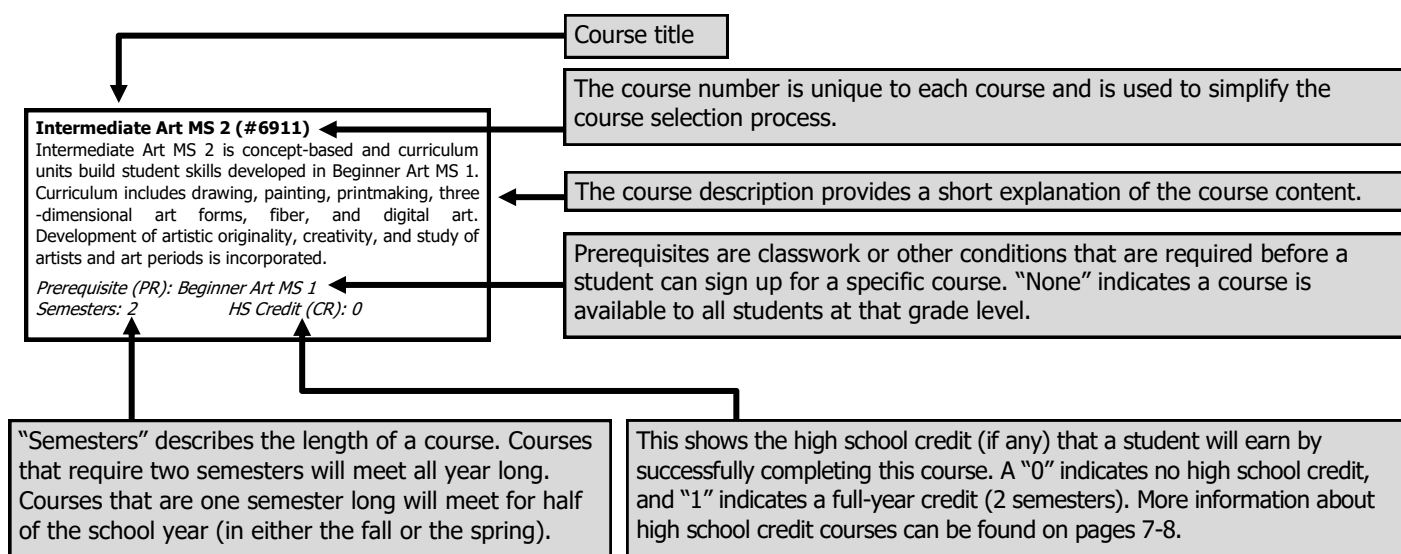 Course title
The course number is unique to each course and is used to simplify the
course selection process.
Intermediate Art MS 2 (#6911)
Intermediate Art MS 2 is concept-based and curriculum
units build student skills developed in Beginner Art MS 1.
Curriculum includes drawing, painting, printmaking, three
-dimensional art forms, fiber, and digital art.
Development of artistic originality, creativity, and study of
artists and art periods is incorporated.
Prerequisite (PR): Beginner Art MS 1
Semesters: 2 HS Credit (CR): 0
The course description provides a short explanation of the course content.
Prerequisites are classwork or other conditions that are required before a
student can sign up for a specific course. “None” indicates a course is
available to all students at that grade level.
“Semesters” describes the length of a course. Courses
that require two semesters will meet all year long.
Courses that are one semester long will meet for half
of the school year (in either the fall or the spring).
This shows the high school credit (if any) that a student will earn by
successfully completing this course. A “0” indicates no high school credit,
and “1” indicates a full-year credit (2 semesters). More information about
high school credit courses can be found on pages 7-8.